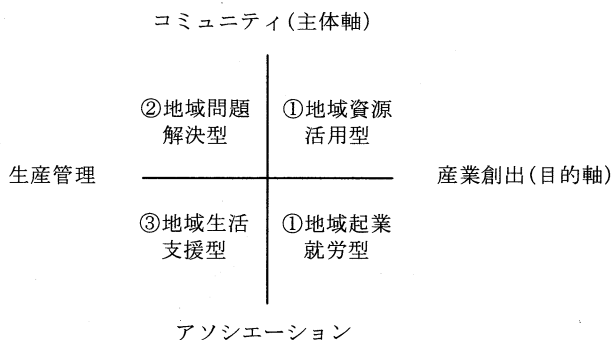 コミュニティ(主体軸)
②地域問題 ①地域資源
解決型 活用型
生産管理 産業創出(目的軸)
③地域生活 ①地域起業
支援型 就労型
アソシエーション